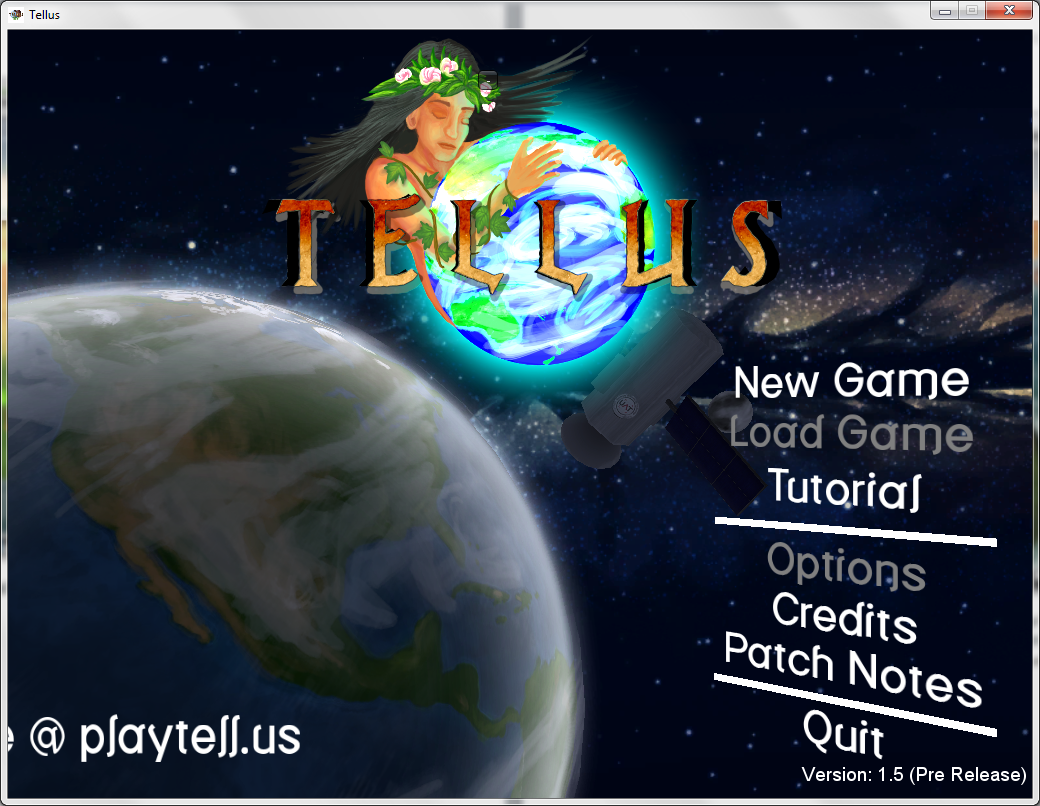 Tellus
TELLUS
New Game
Load Game
Tutorial
Options
Credits
Patch Notes
Quit
@ playtell.us
Version: 1.5 (Pre Release)